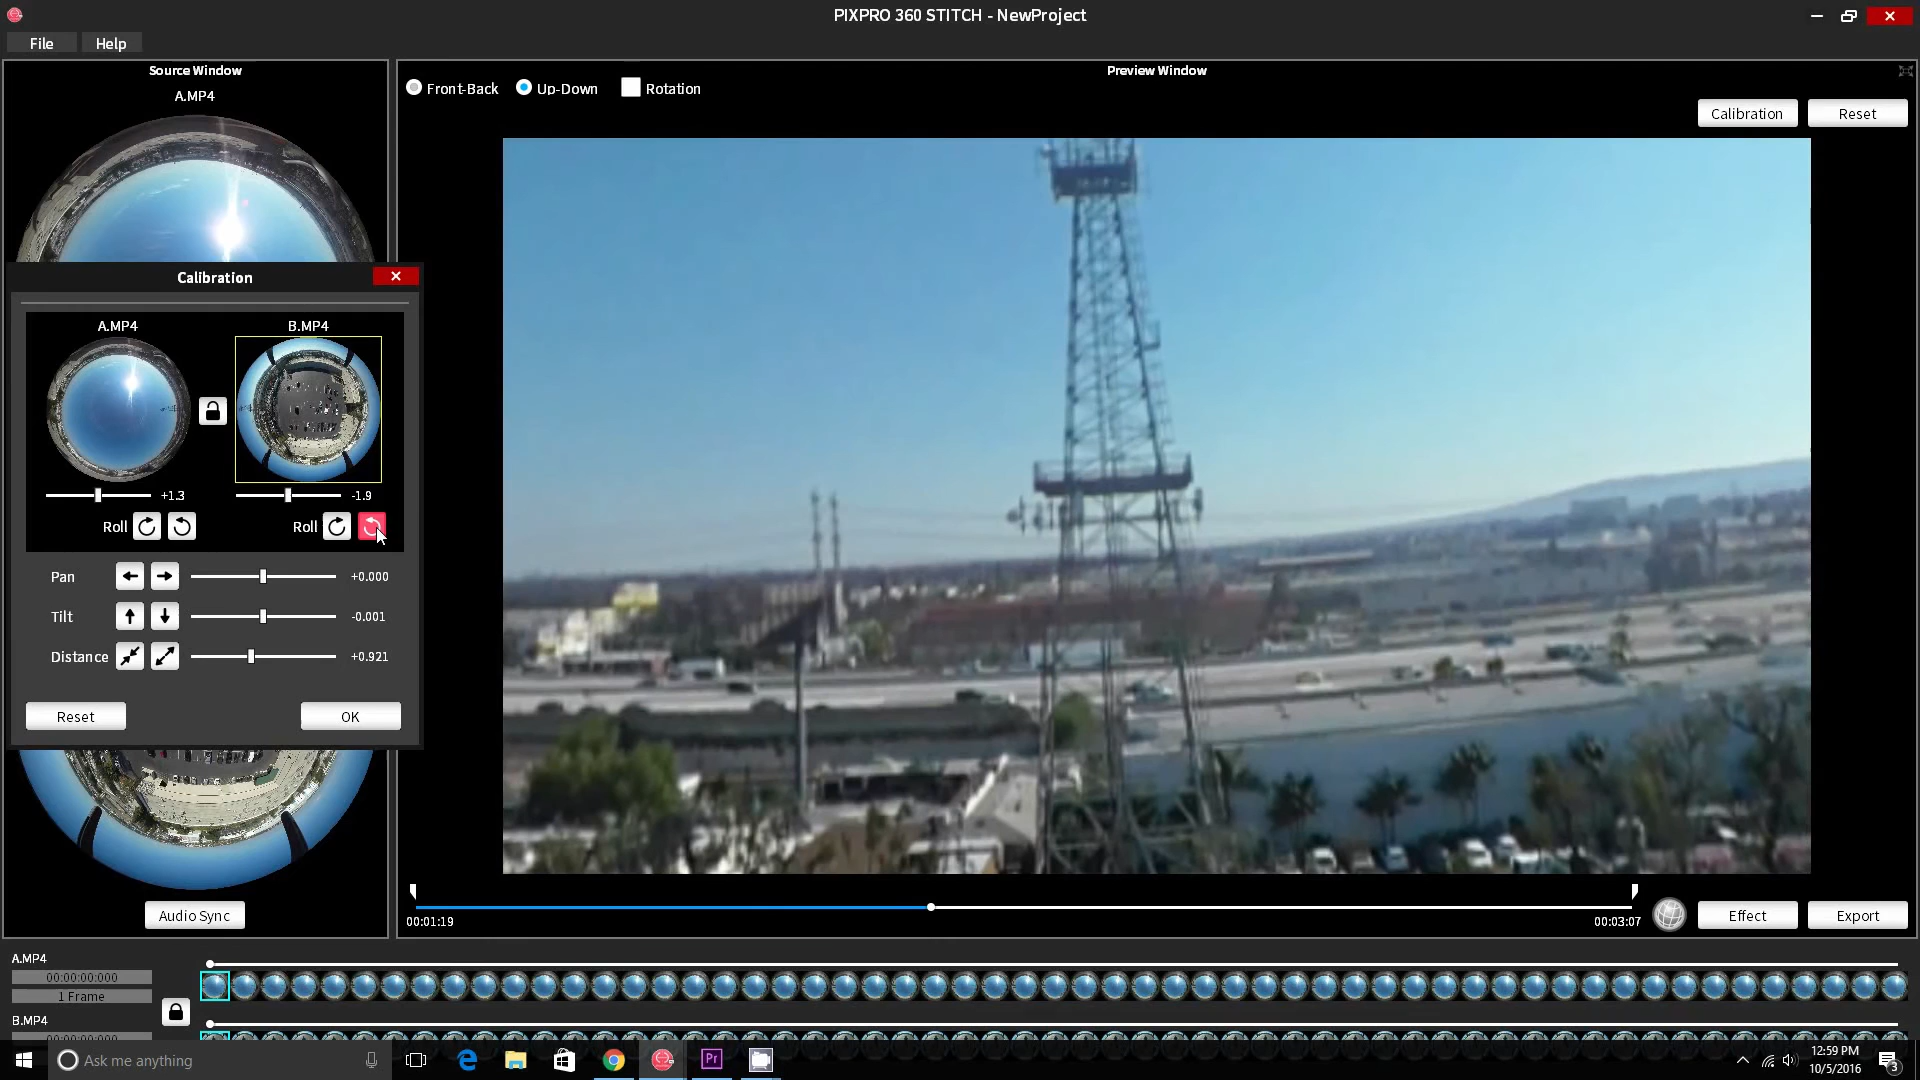 PIXPRO 360 STITCH - NewProject
File Help
Source Window
A.MP4
Preview Window
Front-Back Up-Down Rotation
Calibration Reset
Calibration
A.MP4 B.MP4
+1.3 -1.9
Roll Roll
Pan +0.000
Tilt -0.001
Distance +0.921
Reset OK
Audio Sync
00:01:19 00:03:07
Effect Export
A.MP4
00:00:00:000
1 Frame
B.MP4
Ask me anything
Pr
12:59 PM
10/5/2016
3